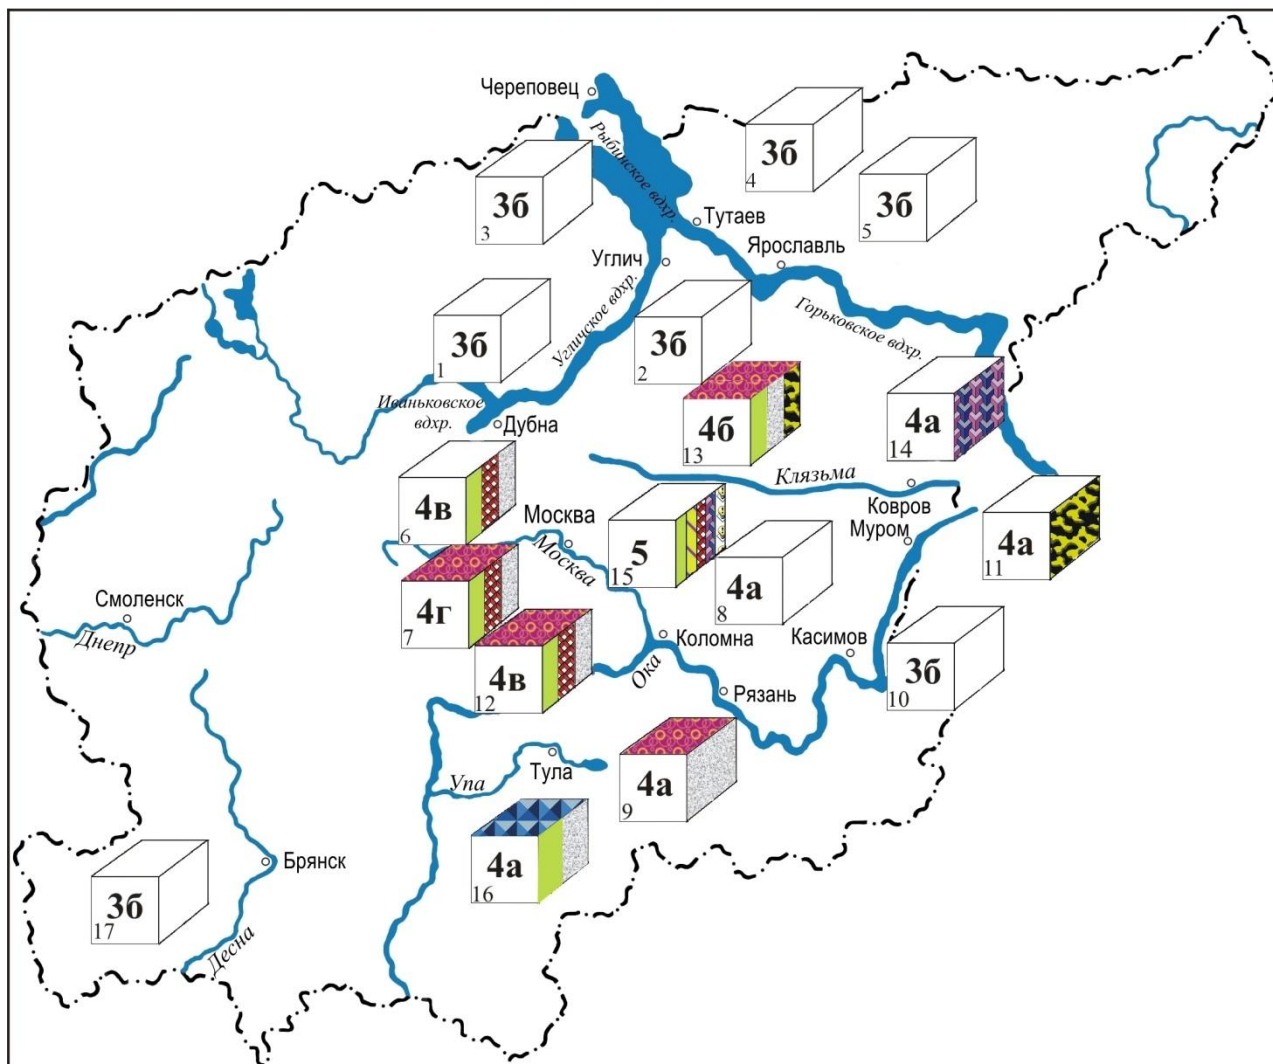 Череповец
3б
4
3б
3
Рыбинское вдхр.
3б
5
Тутаев
Углич
Ярославль
Угличское вдхр.
Горьковское вдхр.
3б
1
3б
2
Иваньковское
вдхр.
Дубна
4б
13
4а
14
Клязьма
Ковров
4в
6
Москва
Москва
5
15
Муром
4а
11
4а
8
4г
7
Смоленск
Днепр
Коломна
Касимов
4в
12
Ока
3б
10
Рязань
Упа
Тула
4а
9
4а
16
Брянск
3б
17
Десна